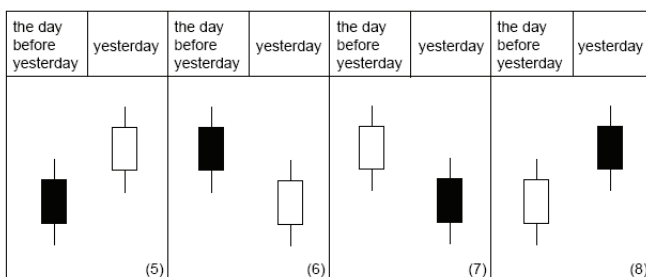 the day
before
yesterday
yesterday
the day
before
yesterday
yesterday
the day
before
yesterday
yesterday
the day
before
yesterday
yesterday
(5)
(6)
(7)
(8)